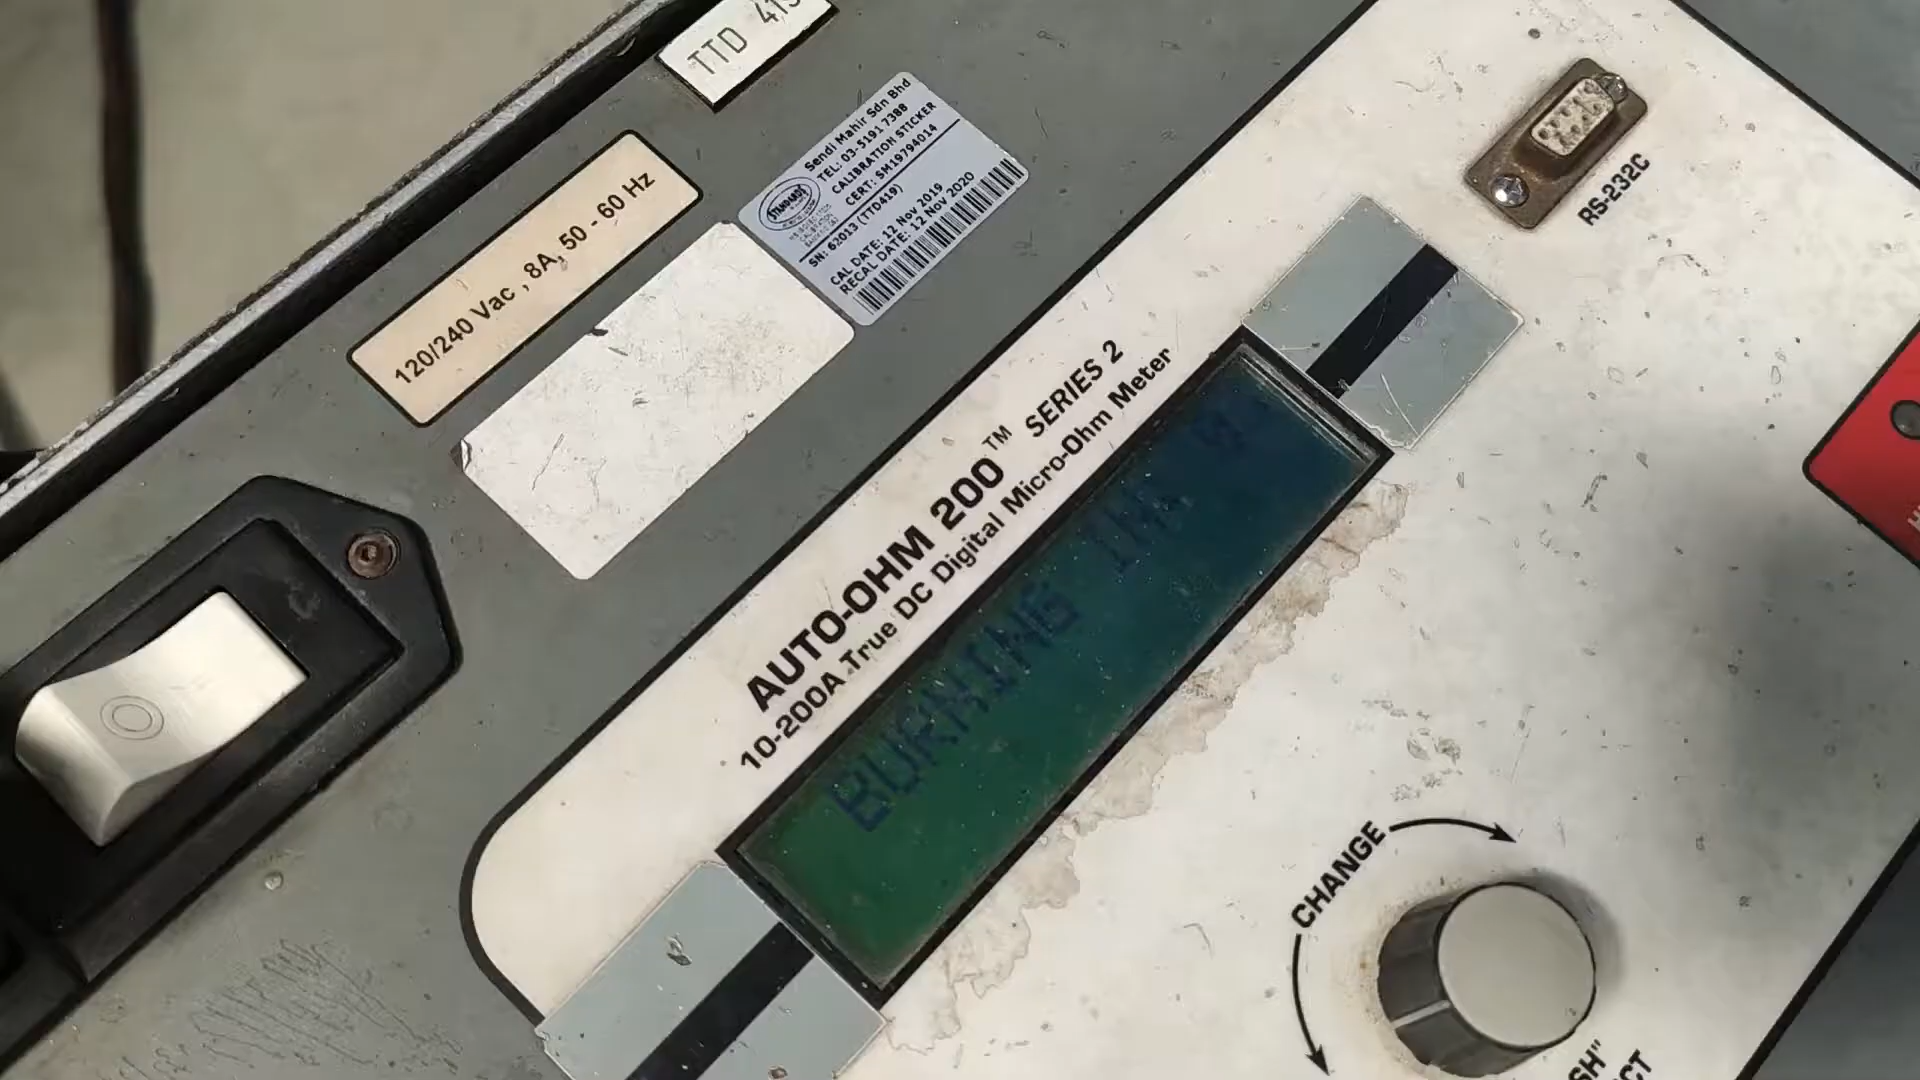 TTD 419
Sendi Mahir Sdn Bhd
TEL: 03-5191 7388
CALIBRATION STICKER
CERT: SM19794014
STANDARDS
SN: 62013 (TTD419)
CAL DATE: 12 Nov 2019
RECAL DATE: 12 Nov 2020
120/240 Vac , 8A, 50 - 60 Hz
RS-232C
AUTO-OHM 200™ SERIES 2
10-200A True DC Digital Micro-Ohm Meter
BURNING
CHANGE